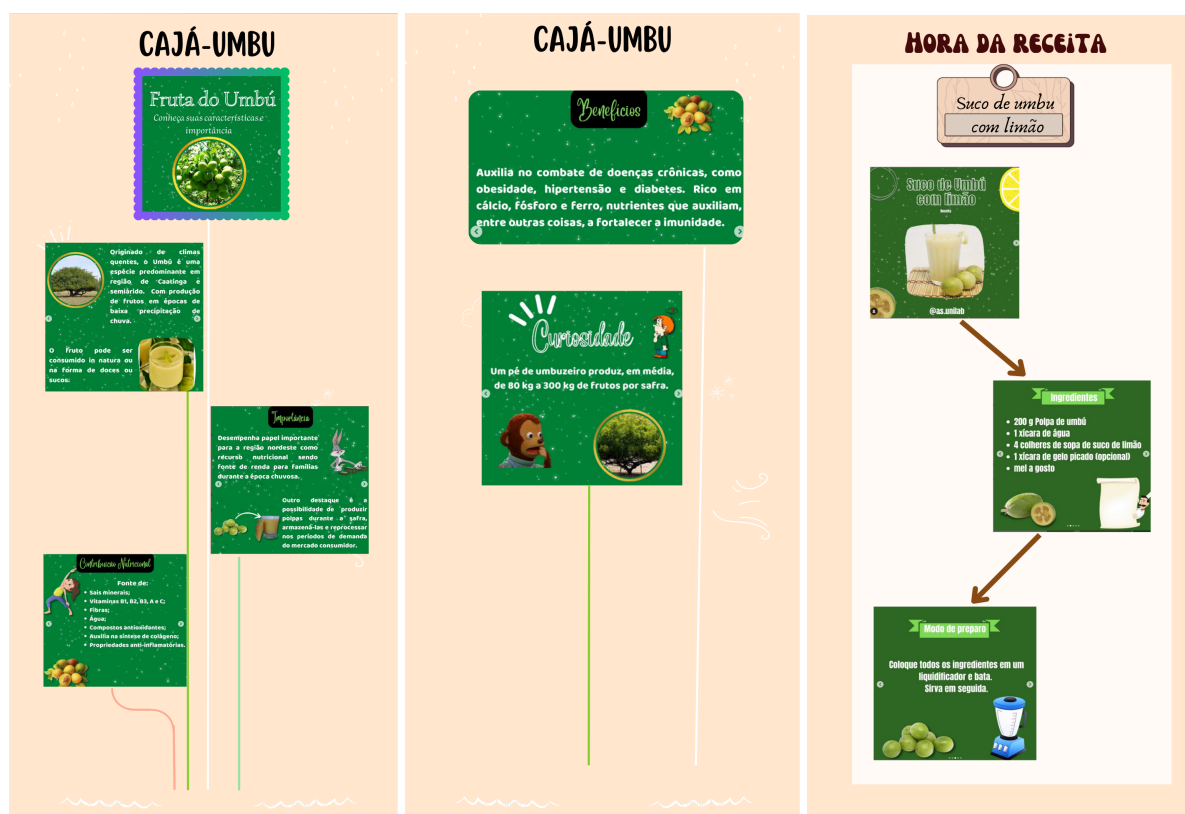 CAJÁ-UMBU
Fruta do Umbú
Conheça suas características e
importância
Originado de climas
quentes, o Umbú é uma
espécie predominante em
região de Caatinga e
semiárido. Com produção
de frutos em épocas de
baixa precipitação de
chuva.
O fruto pode ser
consumido in natura ou
na forma de doces ou
sucos.
Importância
Desempenha papel importante
para a região nordeste como
recurso nutricional sendo
fonte de renda para famílias
durante a época chuvosa.
Outro destaque é a
possibilidade de produzir
polpas durante a safra,
armazená-las e reprocessar
nos períodos de demanda
do mercado consumidor.
Contribuição Nutricional
Fonte de:
• Sais minerais;
• Vitaminas B1, B2, B3, A e C;
• Fibras;
• Água;
• Compostos antioxidantes;
• Auxilia na síntese de colágeno;
• Propriedades anti-inflamatórias.
CAJÁ-UMBU
Benefícios
Auxilia no combate de doenças crônicas, como
obesidade, hipertensão e diabetes. Rico em
cálcio, fósforo e ferro, nutrientes que auxiliam,
entre outras coisas, a fortalecer a imunidade.
Curiosidade
Um pé de umbuzeiro produz, em média,
de 80 kg a 300 kg de frutos por safra.
HORA DA RECEITA
Suco de umbu
com limão
Suco de Umbú
com limão
Receita
@as.unilab
Ingredientes
• 200 g Polpa de umbú
• 1 xícara de água
• 4 colheres de sopa de suco de limão
• 1 xícara de gelo picado (opcional)
• mel a gosto
Modo de preparo
Coloque todos os ingredientes em um
liquidificador e bata.
Sirva em seguida.